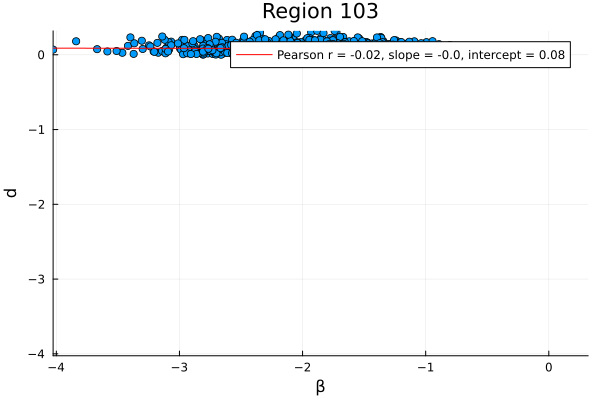 Region 103
Pearson r = -0.02, slope = -0.0, intercept = 0.08
0
−1
−2
−3
−4
d
−4 −3 −2 −1 0
β